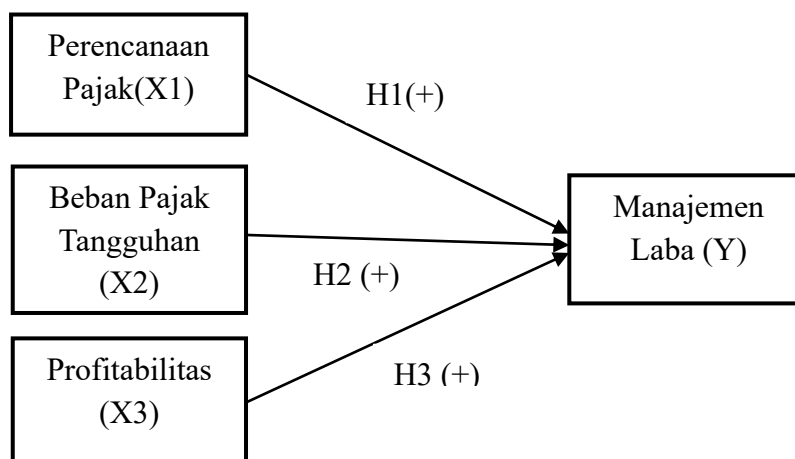 Perencanaan
Pajak(X1)
H1(+)
Beban Pajak
Tangguhan
(X2)
H2 (+)
Manajemen
Laba (Y)
Profitabilitas
(X3)
H3 (+)